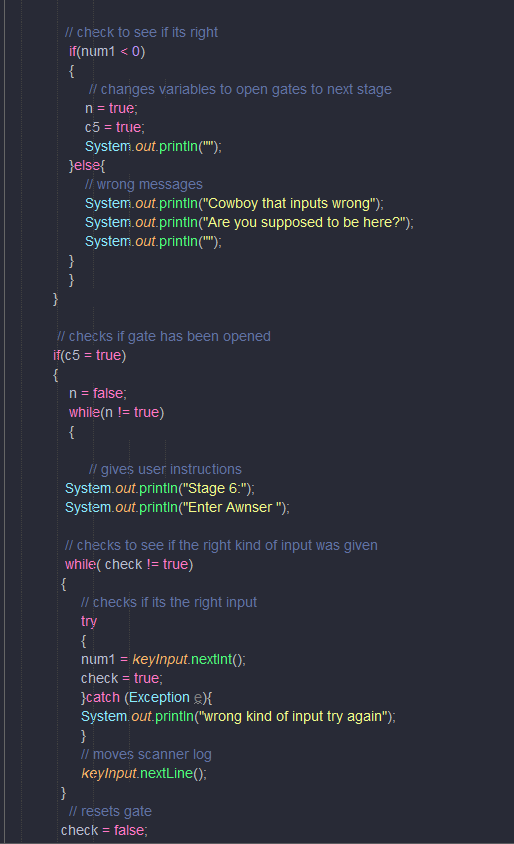 // check to see if its right
if(num1 < 0)
{
// changes variables to open gates to next stage
n = true;
c5 = true;
System.out.println("");
}else{
// wrong messages
System.out.println("Cowboy that inputs wrong");
System.out.println("Are you supposed to be here?");
System.out.println("");
}
}
}
// checks if gate has been opened
if(c5 = true)
{
n = false;
while(n != true)
{
// gives user instructions
System.out.println("Stage 6:");
System.out.println("Enter Awnser ");
// checks to see if the right kind of input was given
while( check != true)
{
// checks if its the right input
try
{
num1 = keyInput.nextInt();
check = true;
}catch (Exception e){
System.out.println("wrong kind of input try again");
}
// moves scanner log
keyInput.nextLine();
}
// resets gate
check = false;